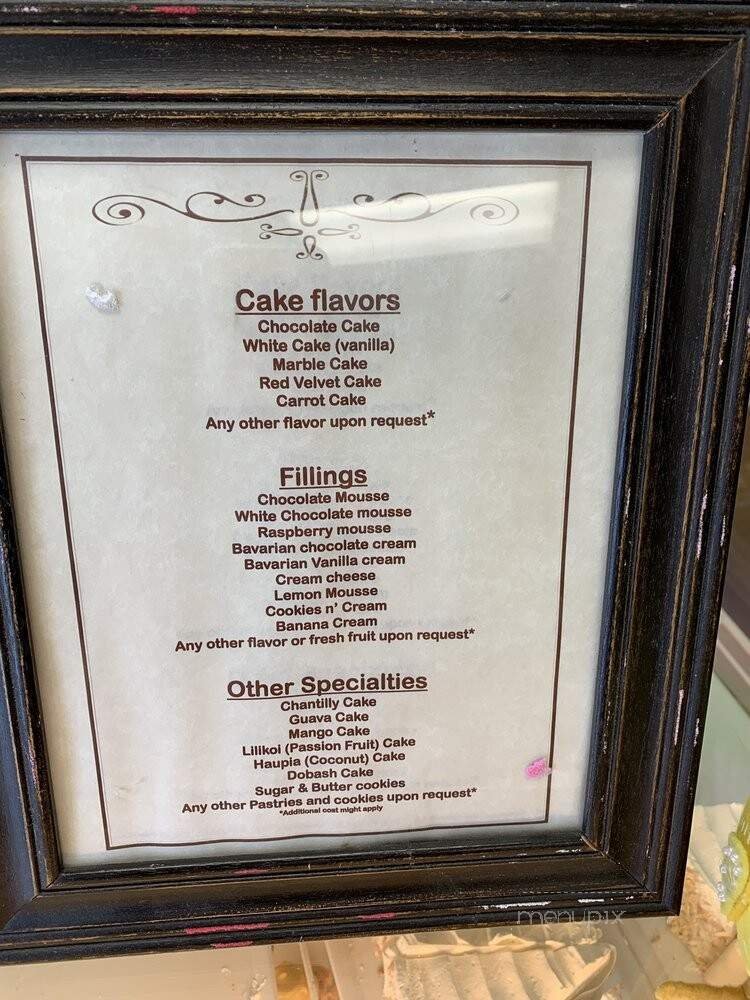 Cake flavors
Chocolate Cake
White Cake (vanilla)
Marble Cake
Red Velvet Cake
Carrot Cake
Any other flavor upon request*
Fillings
Chocolate Mousse
White Chocolate mousse
Raspberry mousse
Bavarian chocolate cream
Bavarian Vanilla cream
Cream cheese
Lemon Mousse
Cookies n' Cream
Banana Cream
Any other flavor or fresh fruit upon request*
Other Specialties
Chantilly Cake
Guava Cake
Mango Cake
Lilikoi (Passion Fruit) Cake
Haupia (Coconut) Cake
Dobash Cake
Sugar & Butter cookies
Any other Pastries and cookies upon request*
*Additional cost might apply
menupix